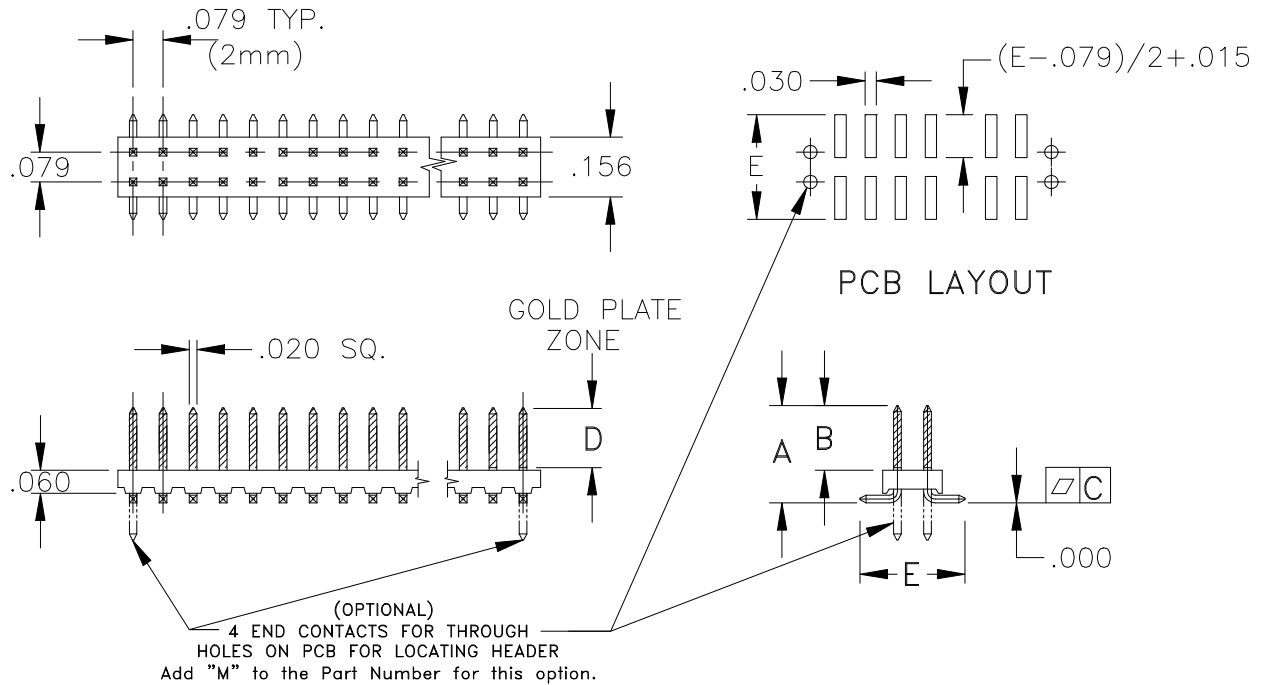 .079 TYP.
(2mm)
.079
.156
.030
(E-.079)/2+.015
E
PCB LAYOUT
GOLD PLATE
ZONE
.020 SQ.
D
.060
A
B
C
.000
E
(OPTIONAL)
4 END CONTACTS FOR THROUGH
HOLES ON PCB FOR LOCATING HEADER
Add "M" to the Part Number for this option.